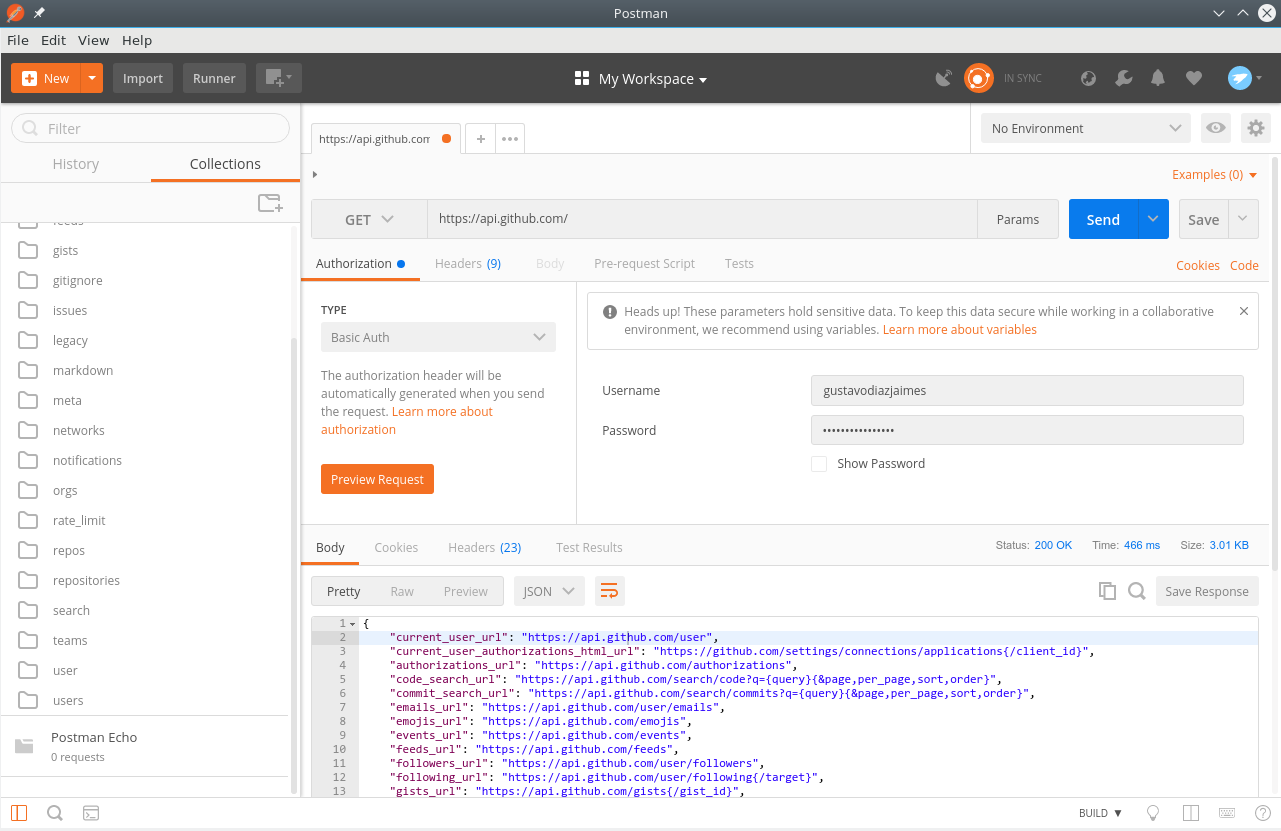 Postman
File Edit View Help
New
Import
Runner
My Workspace
IN SYNC
Filter
History
Collections
feeds
gists
gitignore
issues
legacy
markdown
meta
networks
notifications
orgs
rate_limit
repos
repositories
search
teams
user
users
Postman Echo
0 requests
https://api.github.com
+
•••
No Environment
Examples (0)
GET
https://api.github.com/
Params
Send
Save
Authorization
Headers (9)
Body
Pre-request Script
Tests
Cookies
Code
TYPE
Basic Auth
The authorization header will be
automatically generated when you send
the request. Learn more about
authorization
Preview Request
Heads up! These parameters hold sensitive data. To keep this data secure while working in a collaborative
environment, we recommend using variables. Learn more about variables
Username
gustavodiazjaimes
Password
••••••••••••••••
Show Password
Body
Cookies
Headers (23)
Test Results
Status: 200 OK
Time: 466 ms
Size: 3.01 KB
Pretty
Raw
Preview
JSON
Save Response
1 {
2 "current_user_url": "https://api.github.com/user",
3 "current_user_authorizations_html_url": "https://github.com/settings/connections/applications{/client_id}",
4 "authorizations_url": "https://api.github.com/authorizations",
5 "code_search_url": "https://api.github.com/search/code?q={query}{&page,per_page,sort,order}",
6 "commit_search_url": "https://api.github.com/search/commits?q={query}{&page,per_page,sort,order}",
7 "emails_url": "https://api.github.com/user/emails",
8 "emojis_url": "https://api.github.com/emojis",
9 "events_url": "https://api.github.com/events",
10 "feeds_url": "https://api.github.com/feeds",
11 "followers_url": "https://api.github.com/user/followers",
12 "following_url": "https://api.github.com/user/following{/target}",
13 "gists_url": "https://api.github.com/gists{/gist_id}",
BUILD